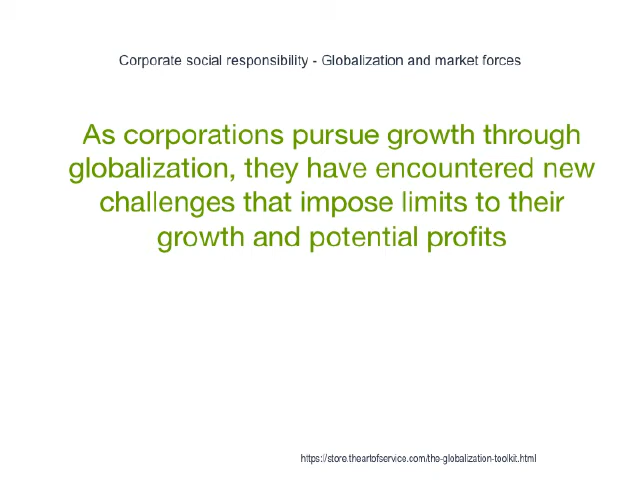 Corporate social responsibility - Globalization and market forces
As corporations pursue growth through
globalization, they have encountered new
challenges that impose limits to their
growth and potential profits
https://store.theartofservice.com/the-globalization-toolkit.html